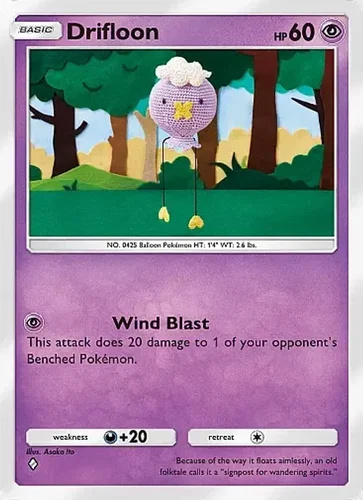 BASIC Drifloon HP 60
NO. 0425 Balloon Pokémon HT: 1'4" WT: 2.6 lbs.
Wind Blast
This attack does 20 damage to 1 of your opponent's
Benched Pokémon.
weakness +20 retreat
Illus. Asako Ito
Because of the way it floats aimlessly, an old
folktale calls it a "signpost for wandering spirits."